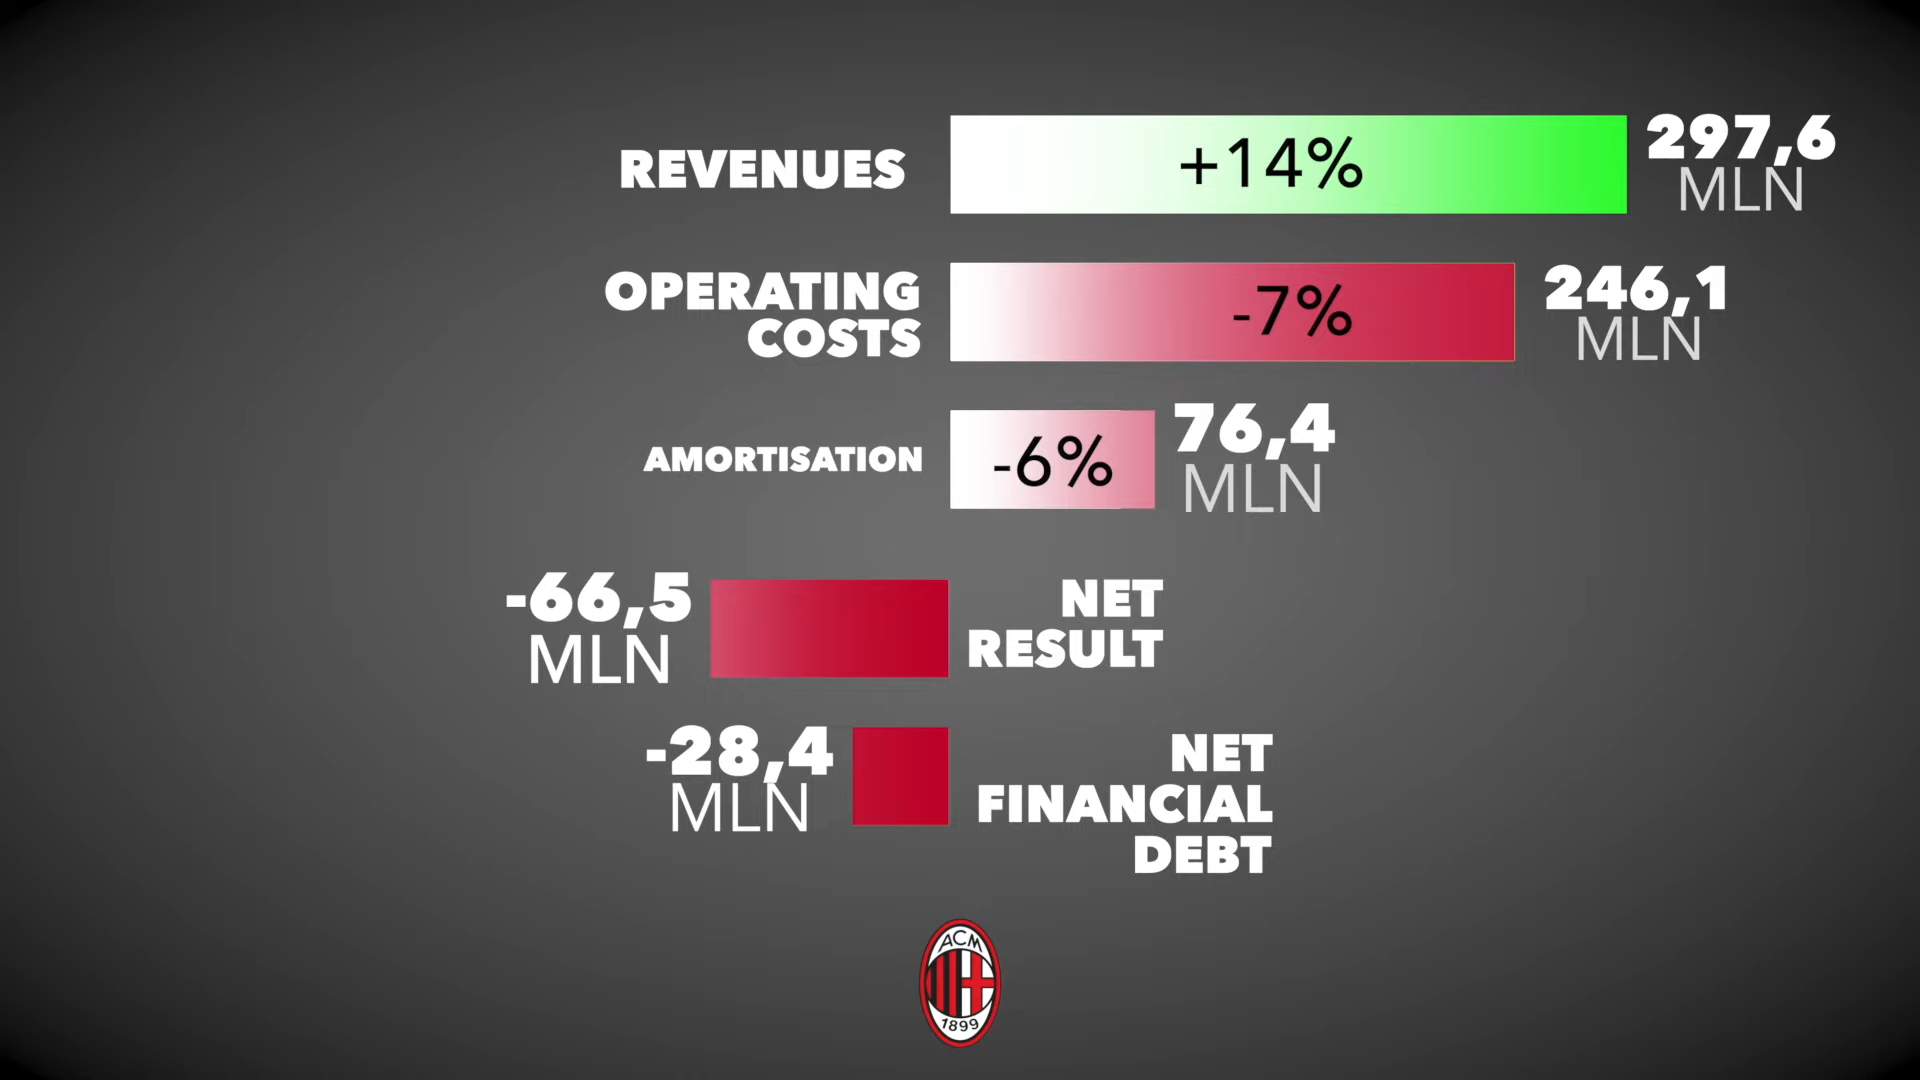 REVENUES
+14%
297,6
MLN
OPERATING
COSTS
-7%
246,1
MLN
AMORTISATION
-6%
76,4
MLN
-66,5
MLN
NET
RESULT
-28,4
MLN
NET
FINANCIAL
DEBT
ACM
1899